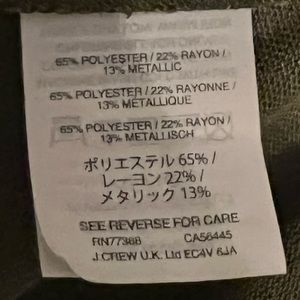 65% POLYESTER / 22% RAYON /
13% METALLIC
65% POLYESTER / 22% RAYONNE /
13% METALLIQUE
65% POLYESTER / 22% RAYON /
13% METALLISCH
ポリエステル 65% /
レーヨン 22% /
メタリック 13%
SEE REVERSE FOR CARE
RN77388 CA56445
J.CREW U.K. Ltd EC4V 6JA